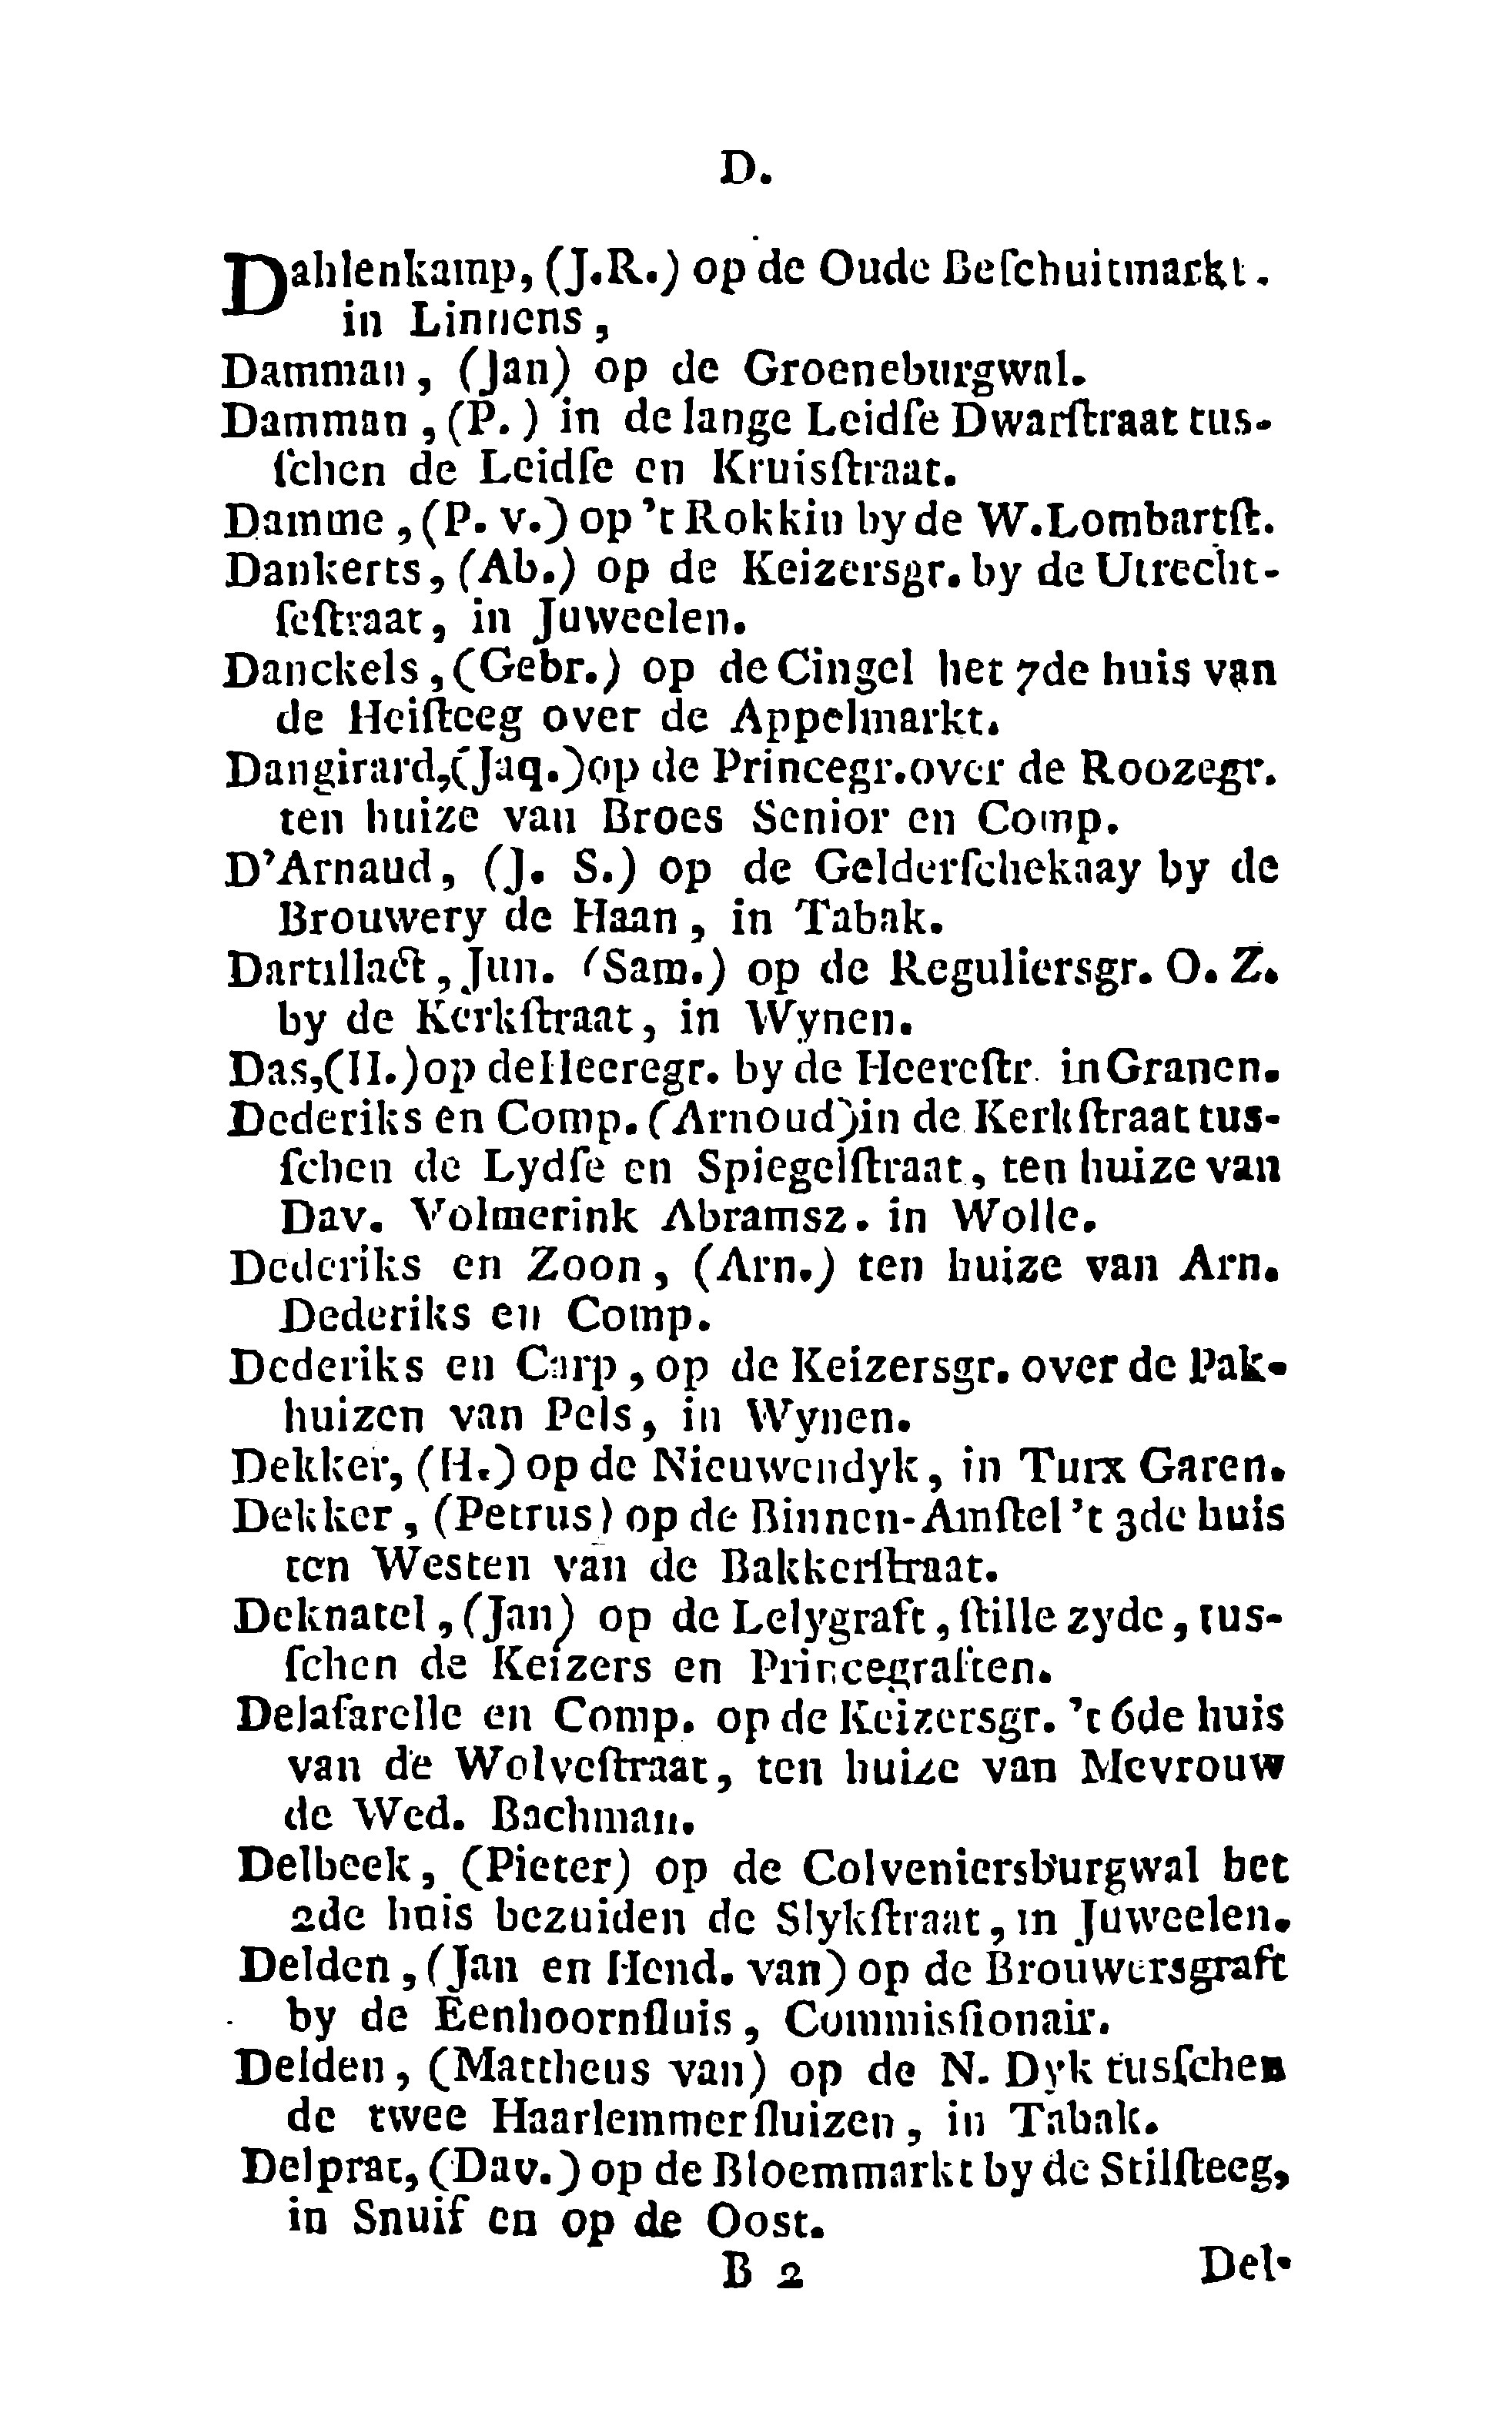 D.
Dahlenkamp, (J.R.) op de Oude Beſchuitmarkt.
in Linnens,
Damman, (Jan) op de Groeneburgwal.
Damman, (P.) in de lange Leidſe Dwarſtraat tus-
ſchen de Leidſe en Kruisſtraat.
Damme, (P. v.) op 't Rokkin by de W. Lombartſt.
Dankerts, (Ab.) op de Keizersgr. by de Utrecht-
ſeſtraat, in Juweelen.
Danckels, (Gebr.) op de Cingel het 7de huis van
de Heiſteeg over de Appelmarkt.
Dangirard, (Jaq.) op de Princegr. over de Roozegr.
ten huize van Broes Senior en Comp.
D'Arnaud, (J. S.) op de Gelderſchekaay by de
Brouwery de Haan, in Tabak.
Dartillact, Jun. (Sam.) op de Reguliersgr. O. Z.
by de Kerkſtraat, in Wynen.
Das, (H.) op de Heeregr. by de Heereſtr. in Granen.
Dederiks en Comp. (Arnoud) in de Kerkſtraat tus-
ſchen de Lydſe en Spiegelſtraat, ten huize van
Dav. Volmerink Abramsz. in Wolle.
Dederiks en Zoon, (Arn.) ten huize van Arn.
Dederiks en Comp.
Dederiks en Carp, op de Keizersgr. over de Pak-
huizen van Pels, in Wynen.
Dekker, (H.) op de Nieuwendyk, in Turx Garen.
Dekker, (Petrus) op de Binnen-Amſtel 't 3de huis
ten Westen van de Bakkerſtraat.
Deknatel, (Jan) op de Lelygraft, ſtille zyde, tus-
ſchen de Keizers en Princegraften.
Delafarelle en Comp. op de Keizersgr. 't 6de huis
van de Wolveſtraat, ten huize van Mevrouw
de Wed. Bachman.
Delbeek, (Pieter) op de Colveniersburgwal het
2de huis bezuiden de Slykſtraat, in Juweelen.
Delden, (Jan en Hend. van) op de Brouwersgraft
by de Eenhoornſluis, Commisſionair.
Delden, (Mattheus van) op de N. Dyk tusſchen
de twee Haarlemmerſluizen, in Tabak.
Delprat, (Dav.) op de Bloemmarkt by de Stilſteeg,
in Snuif en op de Oost.
B 2 Del-